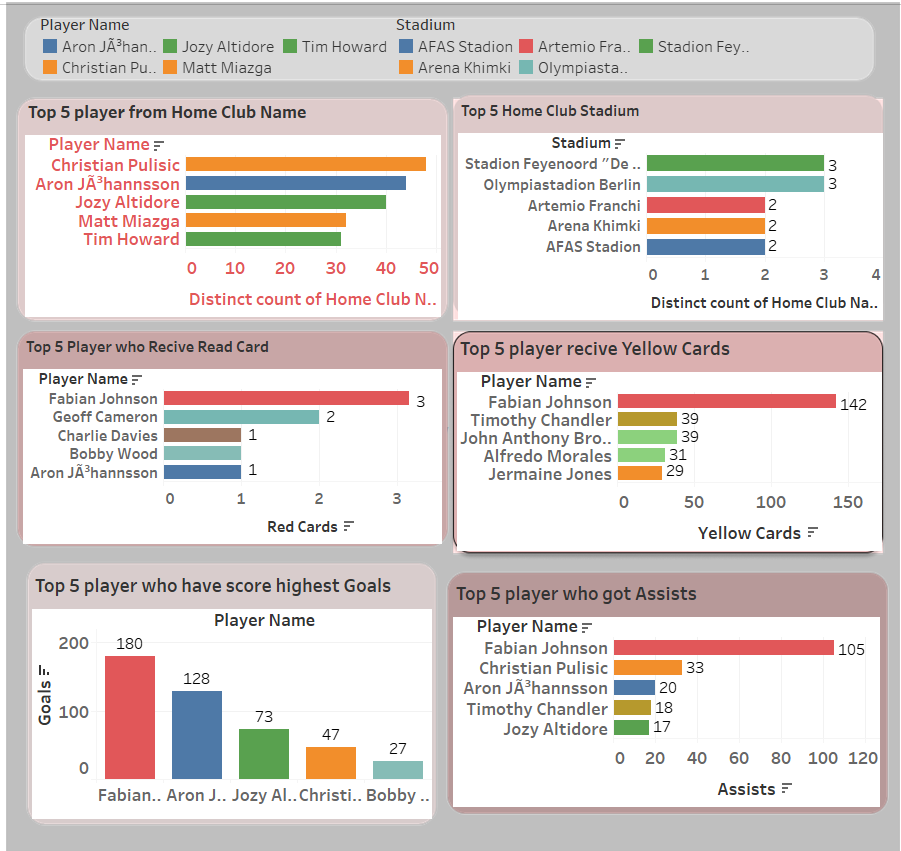 Player Name
Aron JÃ³han.. Jozy Altidore Tim Howard
Christian Pu.. Matt Miazga
Stadium
AFAS Stadion Artemio Fra.. Stadion Fey..
Arena Khimki Olympiasta..
Top 5 player from Home Club Name
Player Name
Christian Pulisic
Aron JÃ³hannsson
Jozy Altidore
Matt Miazga
Tim Howard
0 10 20 30 40 50
Distinct count of Home Club N..
Top 5 Home Club Stadium
Stadium
Stadion Feyenoord ”De .. 3
Olympiastadion Berlin 3
Artemio Franchi 2
Arena Khimki 2
AFAS Stadion 2
0 1 2 3 4
Distinct count of Home Club Na..
Top 5 Player who Recive Read Card
Player Name
Fabian Johnson 3
Geoff Cameron 2
Charlie Davies 1
Bobby Wood
Aron JÃ³hannsson 1
0 1 2 3
Red Cards
Top 5 player recive Yellow Cards
Player Name
Fabian Johnson 142
Timothy Chandler 39
John Anthony Bro.. 39
Alfredo Morales 31
Jermaine Jones 29
0 50 100 150
Yellow Cards
Top 5 player who have score highest Goals
Player Name
200
100
0
Goals
180 128 73 47 27
Fabian.. Aron J.. Jozy Al.. Christi.. Bobby ..
Top 5 player who got Assists
Player Name
Fabian Johnson 105
Christian Pulisic 33
Aron JÃ³hannsson 20
Timothy Chandler 18
Jozy Altidore 17
0 20 40 60 80 100 120
Assists